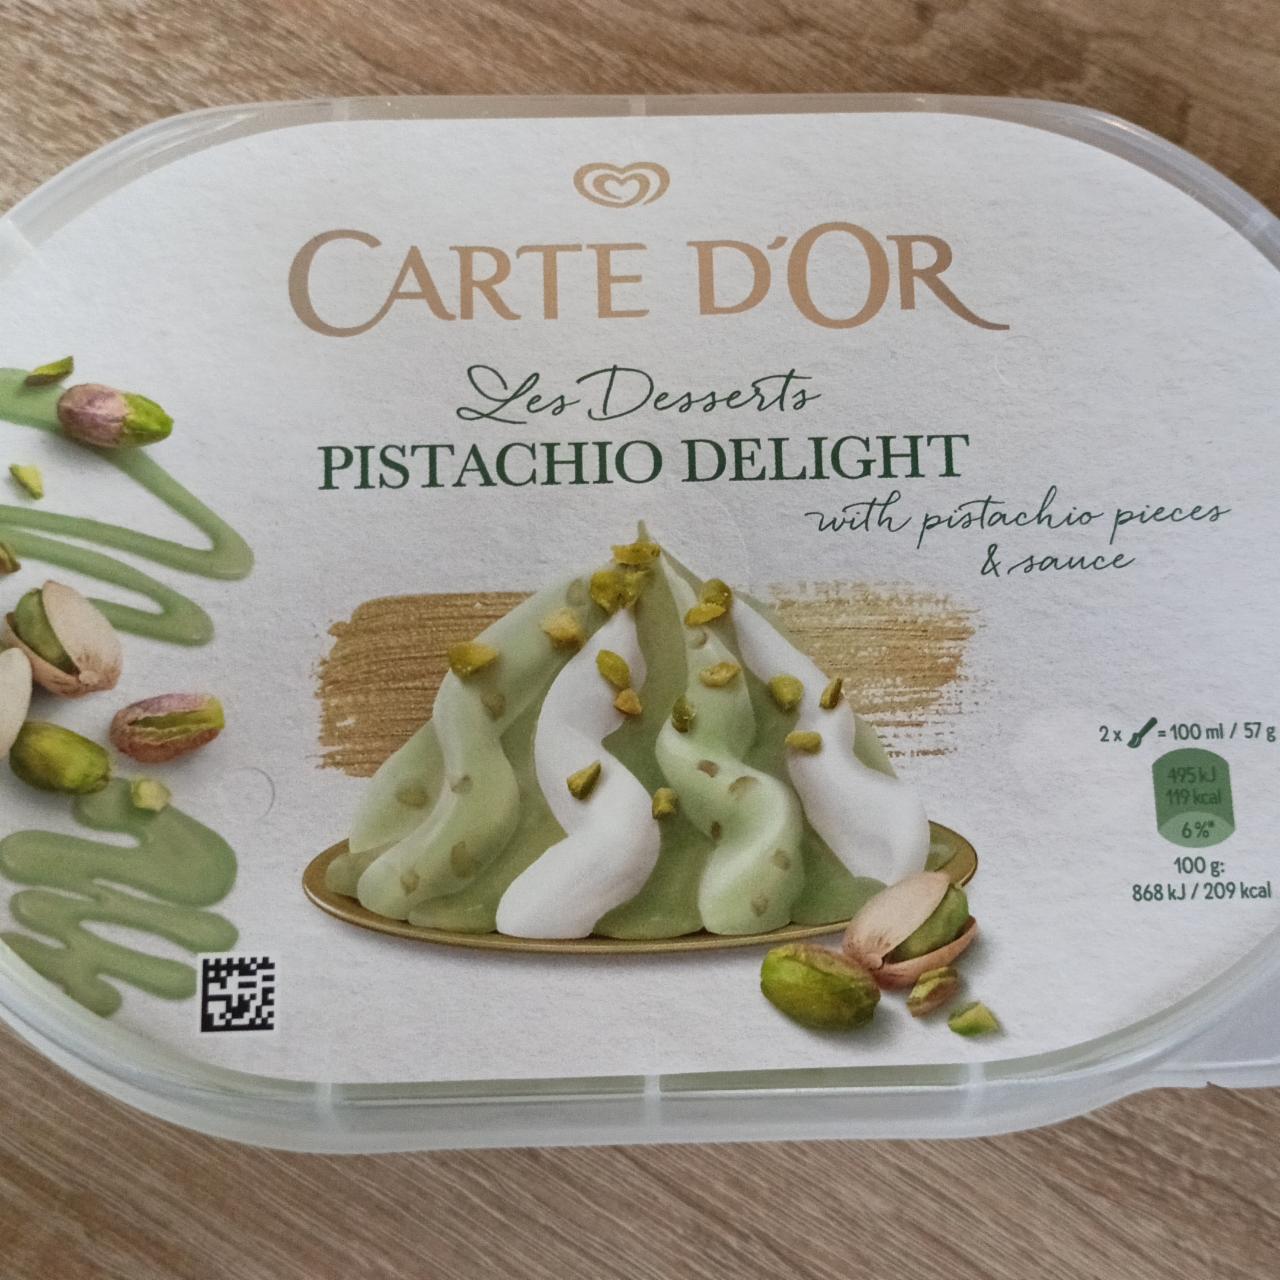 CARTE D'OR
Les Desserts
PISTACHIO DELIGHT
with pistachio pieces
& sauce
2x = 100 ml / 57 g
495 kJ
119 kcal
6%*
100 g:
868 kJ / 209 kcal